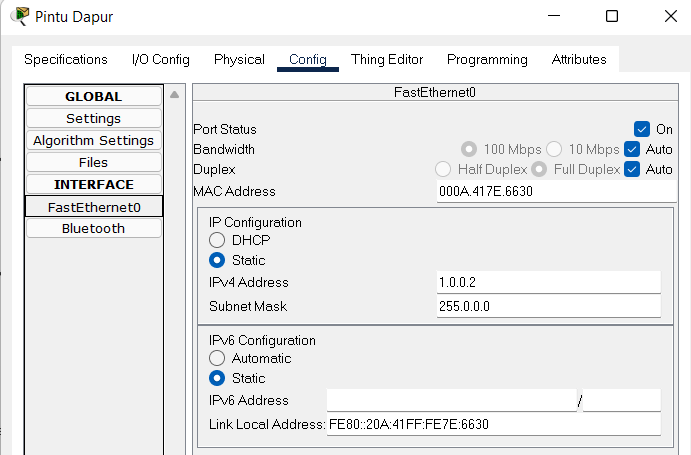 Pintu Dapur
Specifications I/O Config Physical Config Thing Editor Programming Attributes
GLOBAL
Settings
Algorithm Settings
Files
INTERFACE
FastEthernet0
Bluetooth
FastEthernet0
Port Status On
Bandwidth 100 Mbps 10 Mbps Auto
Duplex Half Duplex Full Duplex Auto
MAC Address 000A.417E.6630
IP Configuration
DHCP
Static
IPv4 Address 1.0.0.2
Subnet Mask 255.0.0.0
IPv6 Configuration
Automatic
Static
IPv6 Address /
Link Local Address: FE80::20A:41FF:FE7E:6630